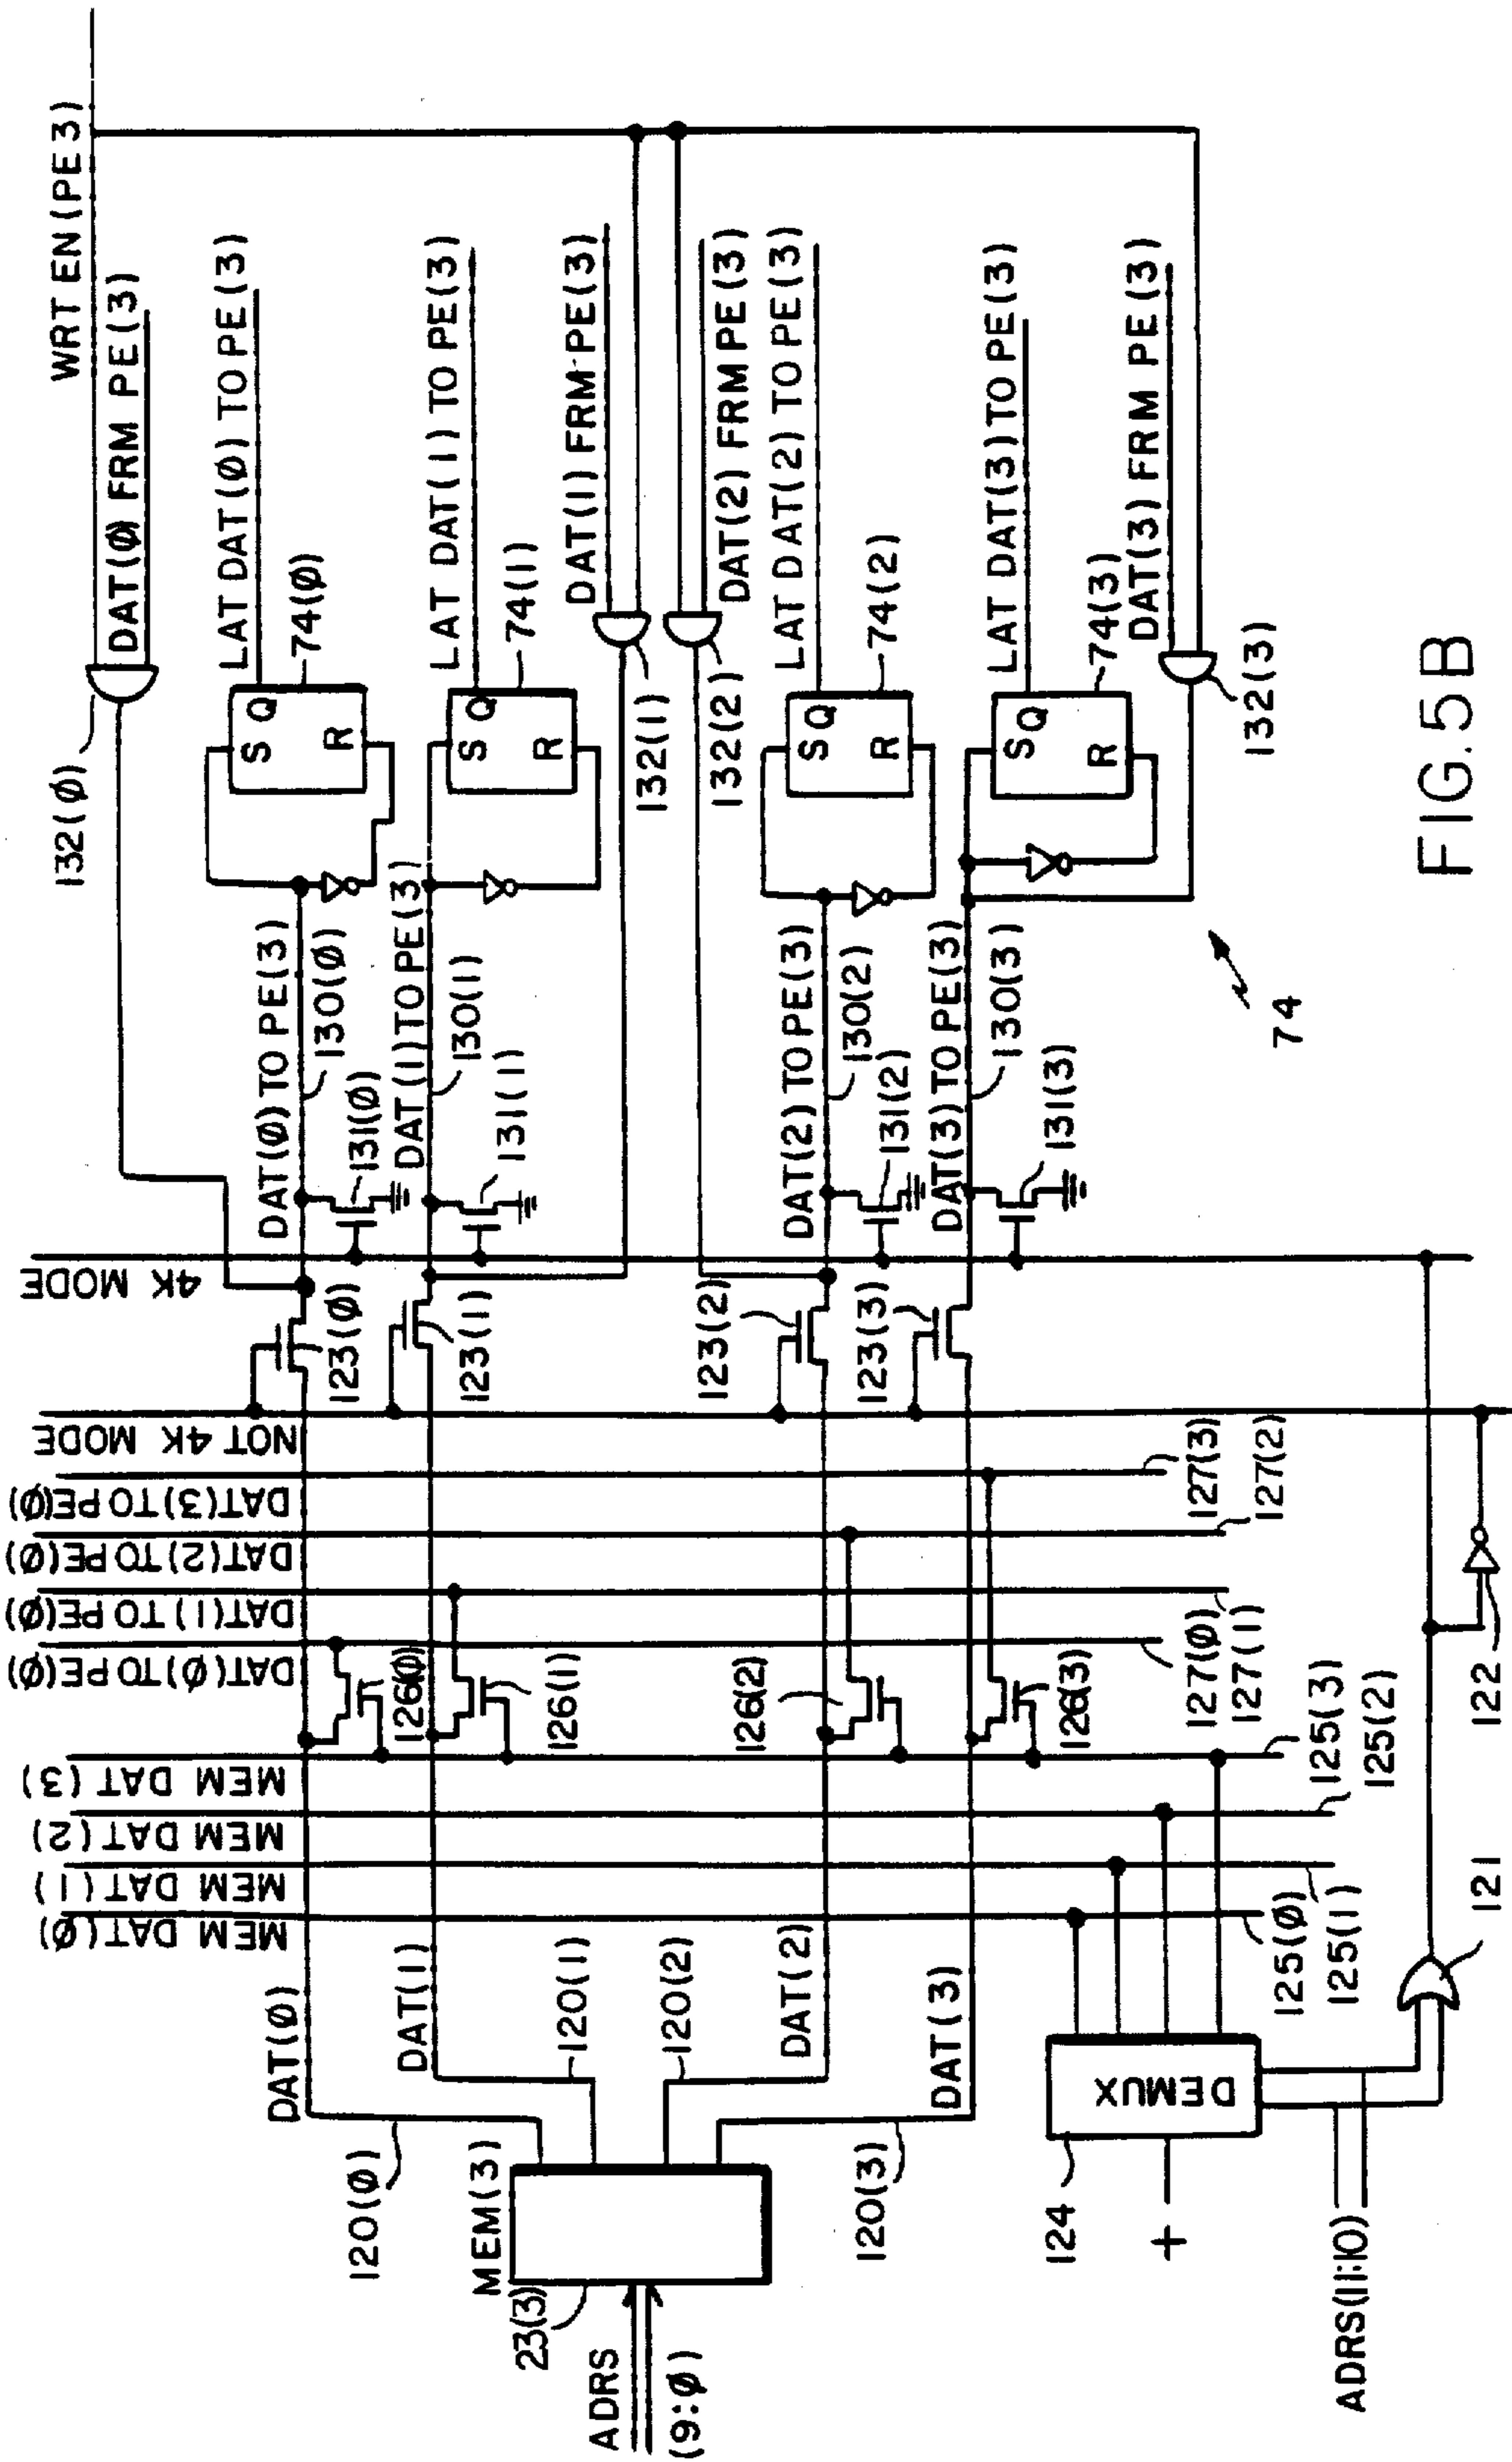 WRT EN (PE 3)
132(Ø)
DAT(Ø) FRM PE(3)
LAT DAT(Ø) TO PE(3)
S Q
R
74(Ø)
DAT(Ø) TO PE(3)
130(Ø)
131(Ø)
LAT DAT(1) TO PE(3)
S Q
R
74(1)
DAT(1) TO PE(3)
130(1)
131(1)
DAT(1) FRM PE(3)
132(1)
132(2)
DAT(2) FRM PE(3)
LAT DAT(2) TO PE(3)
S Q
R
74(2)
DAT(2) TO PE(3)
130(2)
131(2)
LAT DAT(3) TO PE(3)
S Q
R
74(3)
DAT(3) TO PE(3)
130(3)
131(3)
DAT(3) FRM PE(3)
132(3)
74
4K MODE
NOT 4K MODE
123(Ø)
123(1)
123(2)
123(3)
DAT(3) TO PE(Ø)
DAT(2) TO PE(Ø)
DAT(1) TO PE(Ø)
DAT(Ø) TO PE(Ø)
127(3)
127(2)
127(Ø)
127(1)
126(Ø)
126(1)
126(2)
126(3)
MEM DAT (3)
MEM DAT (2)
MEM DAT (1)
MEM DAT (Ø)
125(3)
125(2)
125(Ø)
125(1)
DAT(Ø)
DAT(1)
DAT(2)
DAT(3)
120(Ø)
120(1)
120(2)
120(3)
MEM(3)
23(3)
ADRS
(9:Ø)
DEMUX
124
+
ADRS(11:10)
121
122
FIG. 5B